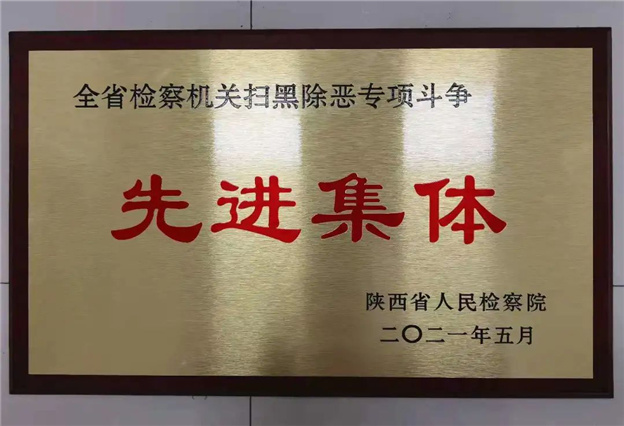 全省检察机关扫黑除恶专项斗争
先进集体
陕西省人民检察院
二〇二一年五月